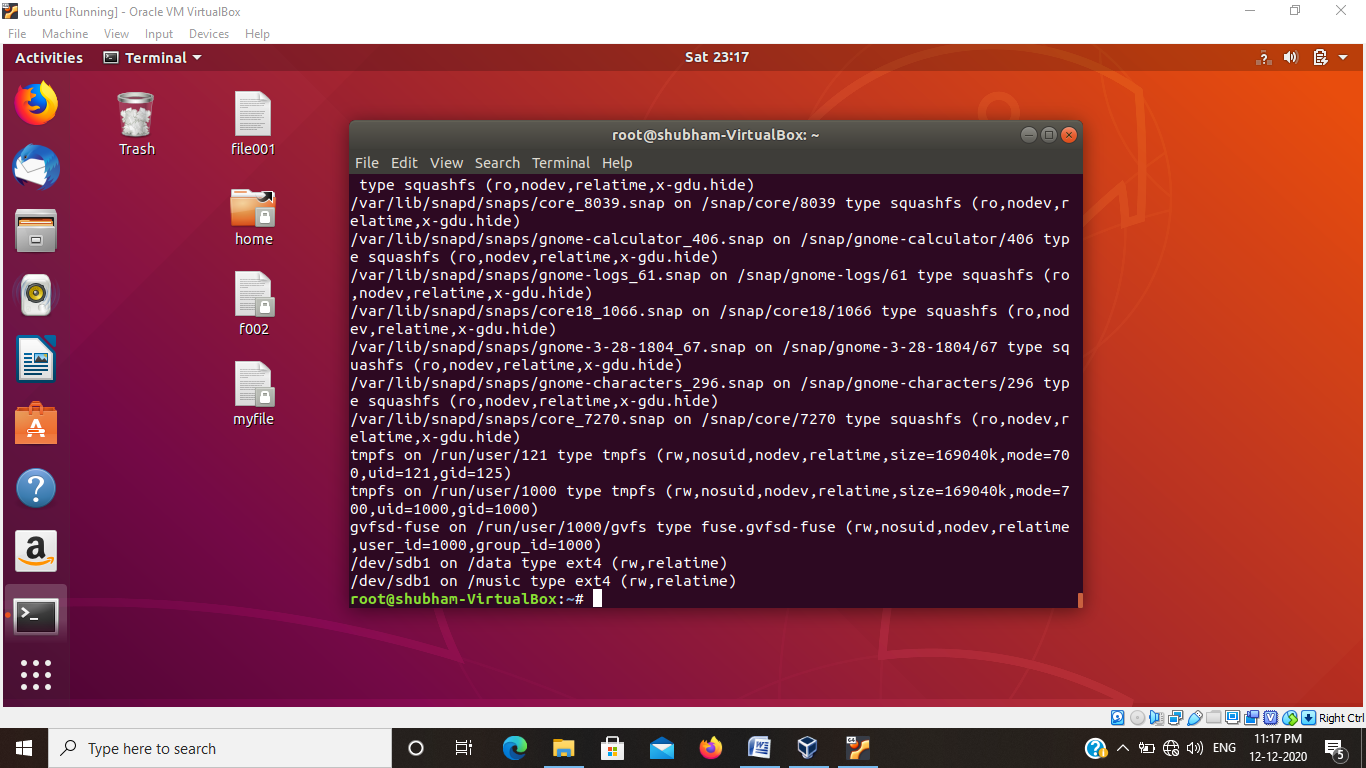 ubuntu [Running] - Oracle VM VirtualBox
File Machine View Input Devices Help
Activities Terminal Sat 23:17
Trash
file001
home
f002
myfile
root@shubham-VirtualBox: ~
File Edit View Search Terminal Help
 type squashfs (ro,nodev,relatime,x-gdu.hide)
/var/lib/snapd/snaps/core_8039.snap on /snap/core/8039 type squashfs (ro,nodev,r
elatime,x-gdu.hide)
/var/lib/snapd/snaps/gnome-calculator_406.snap on /snap/gnome-calculator/406 typ
e squashfs (ro,nodev,relatime,x-gdu.hide)
/var/lib/snapd/snaps/gnome-logs_61.snap on /snap/gnome-logs/61 type squashfs (ro
,nodev,relatime,x-gdu.hide)
/var/lib/snapd/snaps/core18_1066.snap on /snap/core18/1066 type squashfs (ro,nod
ev,relatime,x-gdu.hide)
/var/lib/snapd/snaps/gnome-3-28-1804_67.snap on /snap/gnome-3-28-1804/67 type sq
uashfs (ro,nodev,relatime,x-gdu.hide)
/var/lib/snapd/snaps/gnome-characters_296.snap on /snap/gnome-characters/296 typ
e squashfs (ro,nodev,relatime,x-gdu.hide)
/var/lib/snapd/snaps/core_7270.snap on /snap/core/7270 type squashfs (ro,nodev,r
elatime,x-gdu.hide)
tmpfs on /run/user/121 type tmpfs (rw,nosuid,nodev,relatime,size=169040k,mode=70
0,uid=121,gid=125)
tmpfs on /run/user/1000 type tmpfs (rw,nosuid,nodev,relatime,size=169040k,mode=7
00,uid=1000,gid=1000)
gvfsd-fuse on /run/user/1000/gvfs type fuse.gvfsd-fuse (rw,nosuid,nodev,relatime
,user_id=1000,group_id=1000)
/dev/sdb1 on /data type ext4 (rw,relatime)
/dev/sdb1 on /music type ext4 (rw,relatime)
root@shubham-VirtualBox:~#
Right Ctrl
Type here to search
ENG
11:17 PM
12-12-2020
5